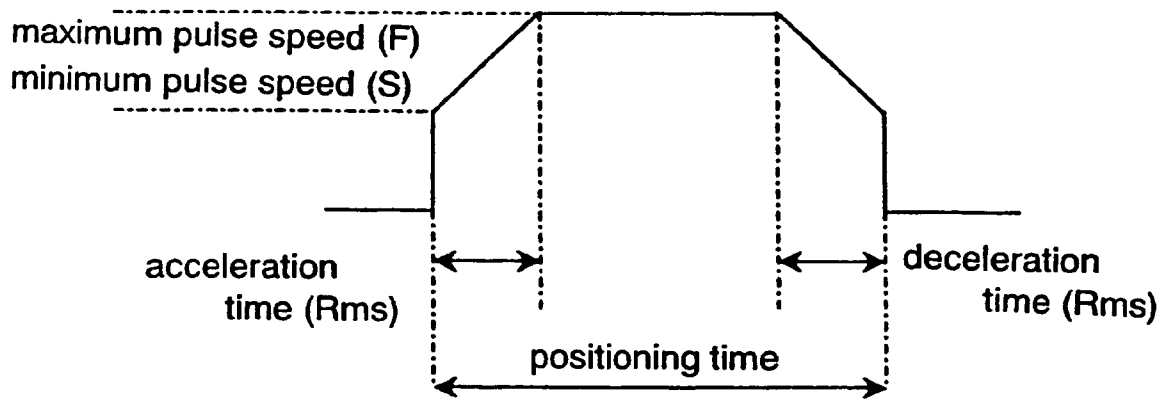 maximum pulse speed (F)
minimum pulse speed (S)
acceleration
time (Rms)
deceleration
time (Rms)
positioning time